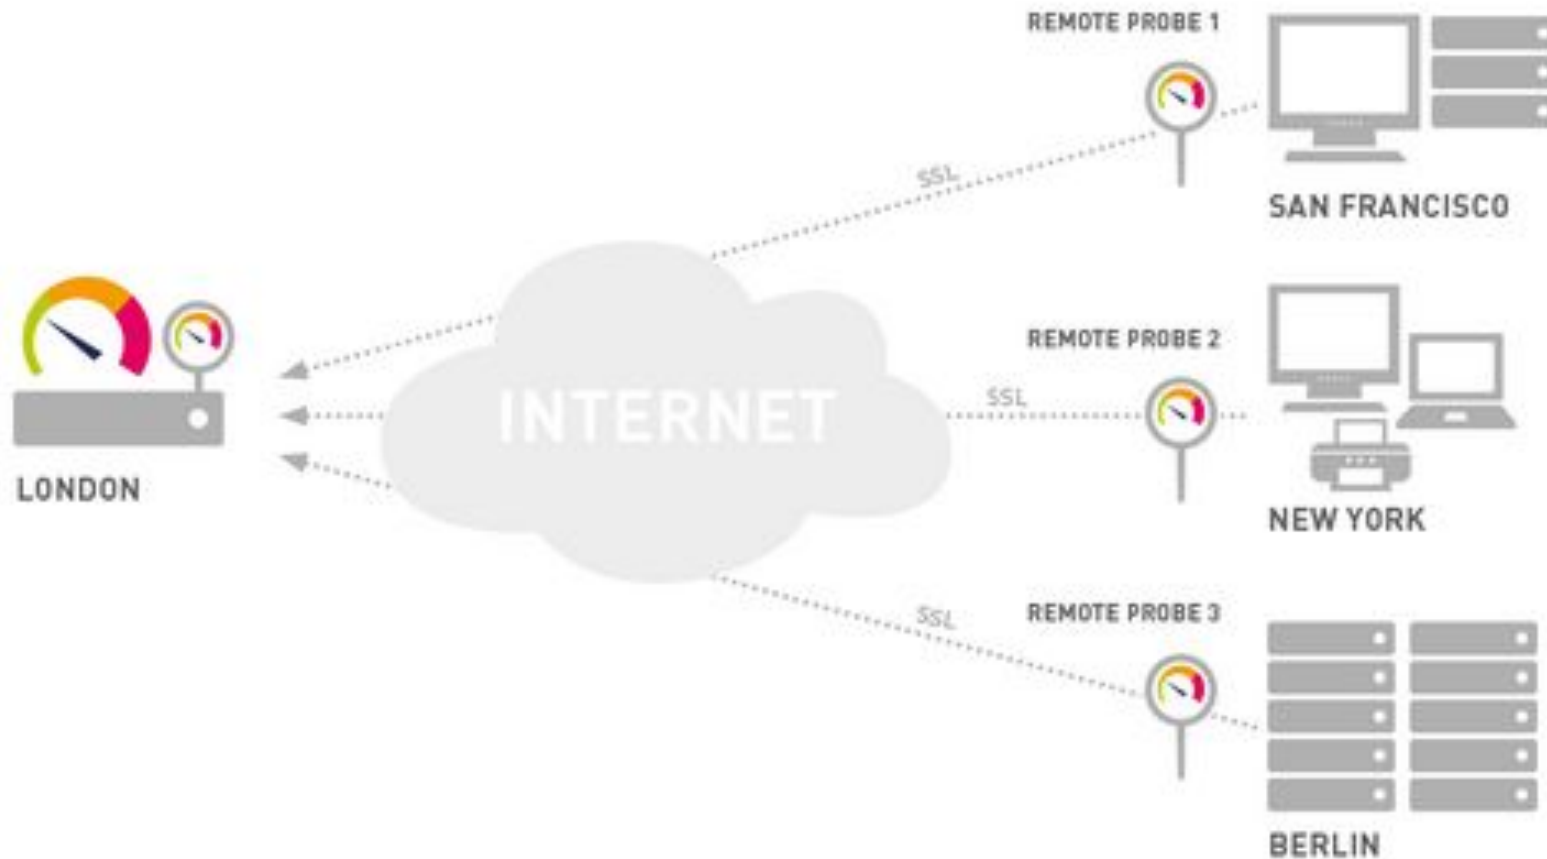 REMOTE PROBE 1
SSL
SAN FRANCISCO
REMOTE PROBE 2
INTERNET
SSL
LONDON
NEW YORK
REMOTE PROBE 3
SSL
BERLIN